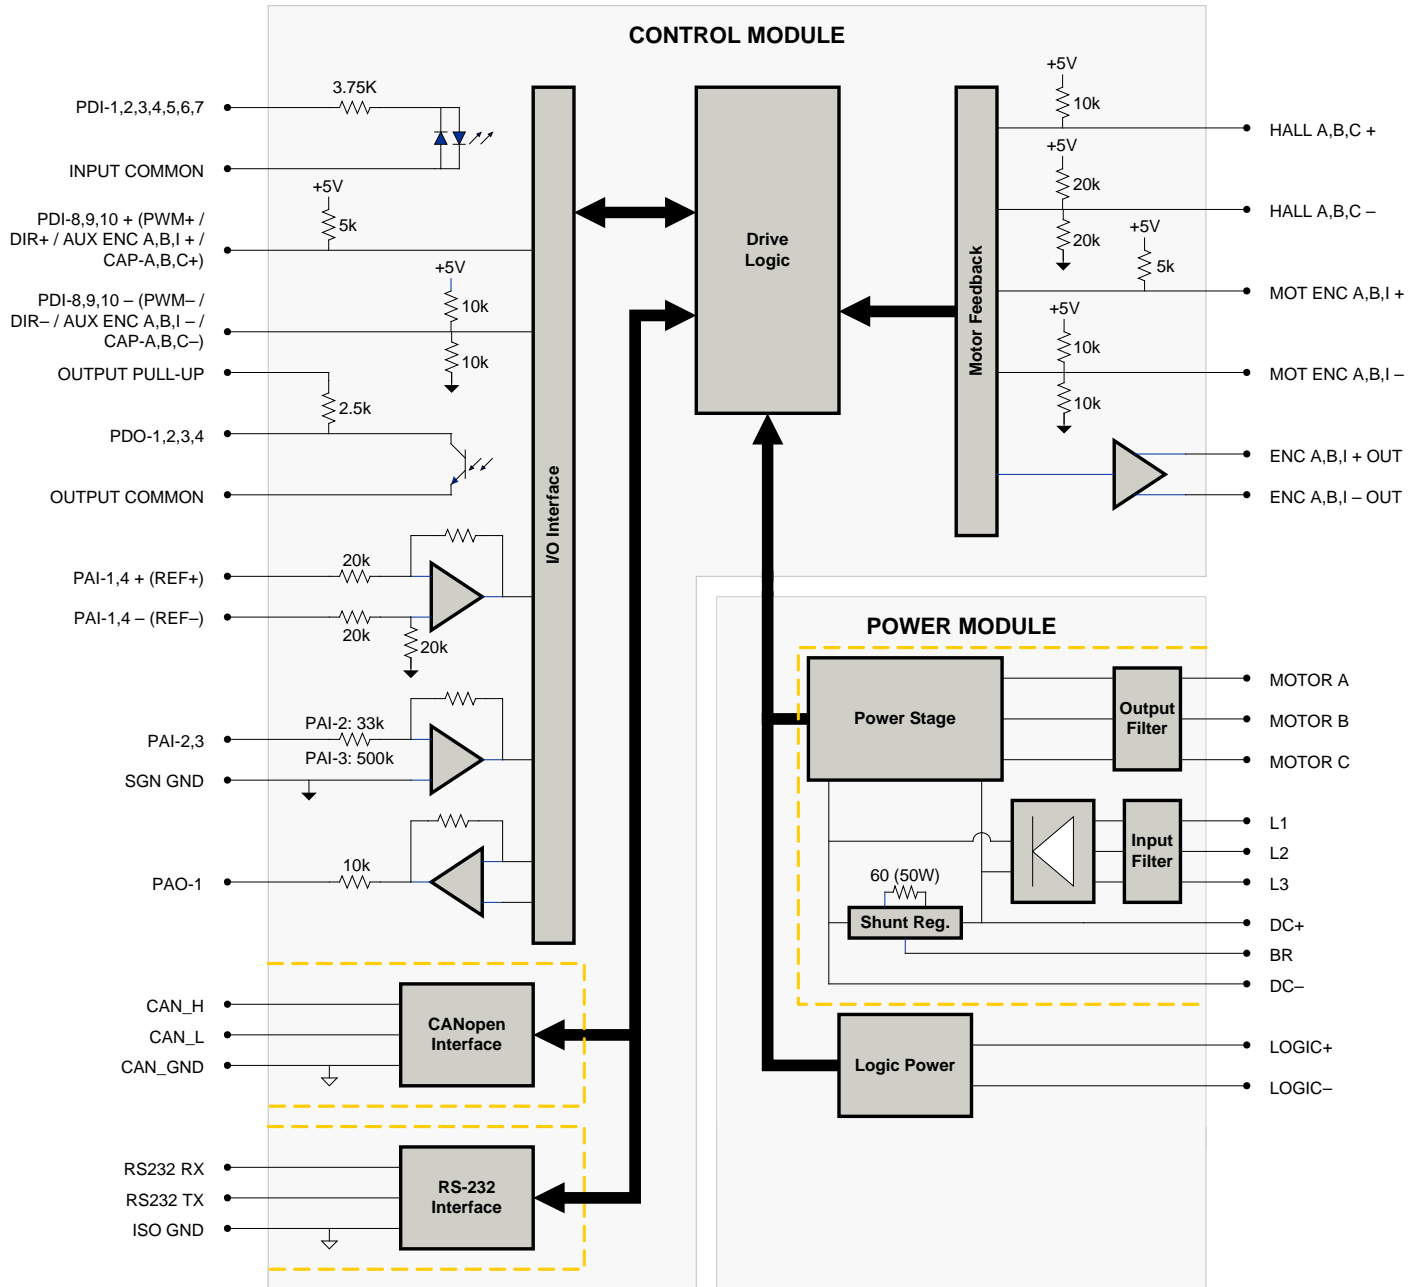 CONTROL MODULE
PDI-1,2,3,4,5,6,7
3.75K
INPUT COMMON
+5V
5k
PDI-8,9,10 + (PWM+ /
DIR+ / AUX ENC A,B,I + /
CAP-A,B,C+)
+5V
10k
10k
PDI-8,9,10 – (PWM– /
DIR– / AUX ENC A,B,I – /
CAP-A,B,C–)
OUTPUT PULL-UP
2.5k
PDO-1,2,3,4
OUTPUT COMMON
PAI-1,4 + (REF+)
20k
PAI-1,4 – (REF–)
20k
20k
PAI-2,3
PAI-2: 33k
PAI-3: 500k
SGN GND
PAO-1
10k
I/O Interface
CAN_H
CAN_L
CAN_GND
CANopen
Interface
RS232 RX
RS232 TX
ISO GND
RS-232
Interface
Drive
Logic
Motor Feedback
+5V
10k
HALL A,B,C +
+5V
20k
20k
HALL A,B,C –
+5V
5k
MOT ENC A,B,I +
+5V
10k
10k
MOT ENC A,B,I –
ENC A,B,I + OUT
ENC A,B,I – OUT
POWER MODULE
Power Stage
Output
Filter
MOTOR A
MOTOR B
MOTOR C
Input
Filter
L1
L2
L3
60 (50W)
Shunt Reg.
DC+
BR
DC–
Logic Power
LOGIC+
LOGIC–